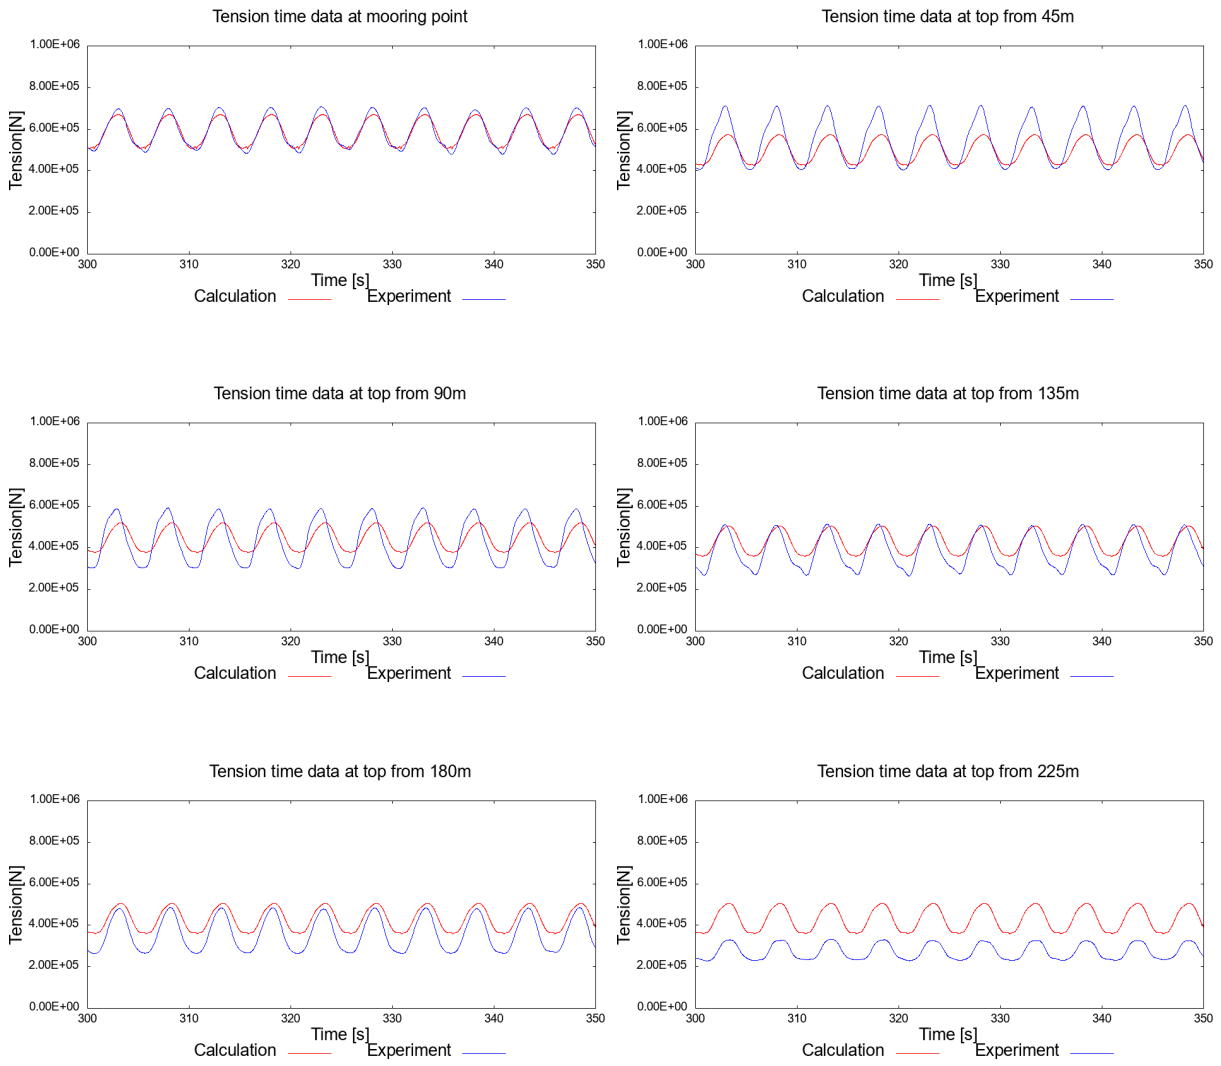 Tension time data at mooring point
1.00E+06
8.00E+05
6.00E+05
4.00E+05
2.00E+05
0.00E+00
Tension[N]
300 310 320 330 340 350
Time [s]
Calculation Experiment
Tension time data at top from 45m
1.00E+06
8.00E+05
6.00E+05
4.00E+05
2.00E+05
0.00E+00
Tension[N]
300 310 320 330 340 350
Time [s]
Calculation Experiment
Tension time data at top from 90m
1.00E+06
8.00E+05
6.00E+05
4.00E+05
2.00E+05
0.00E+00
Tension[N]
300 310 320 330 340 350
Time [s]
Calculation Experiment
Tension time data at top from 135m
1.00E+06
8.00E+05
6.00E+05
4.00E+05
2.00E+05
0.00E+00
Tension[N]
300 310 320 330 340 350
Time [s]
Calculation Experiment
Tension time data at top from 180m
1.00E+06
8.00E+05
6.00E+05
4.00E+05
2.00E+05
0.00E+00
Tension[N]
300 310 320 330 340 350
Time [s]
Calculation Experiment
Tension time data at top from 225m
1.00E+06
8.00E+05
6.00E+05
4.00E+05
2.00E+05
0.00E+00
Tension[N]
300 310 320 330 340 350
Time [s]
Calculation Experiment